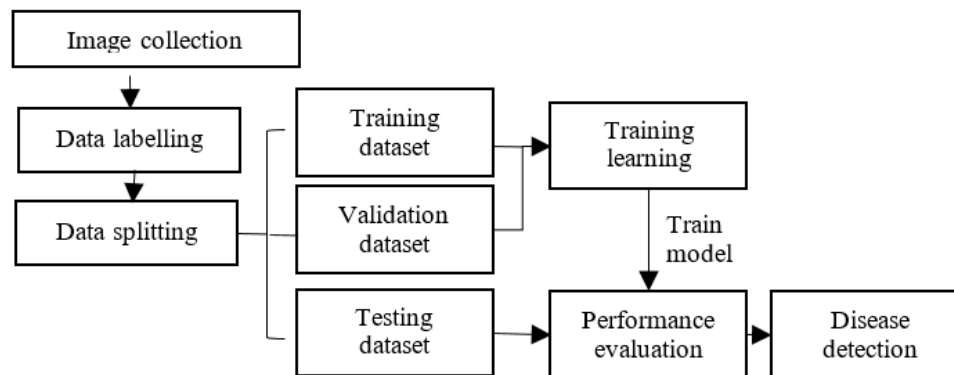 Image collection
Data labelling
Data splitting
Training
dataset
Validation
dataset
Testing
dataset
Training
learning
Train
model
Performance
evaluation
Disease
detection